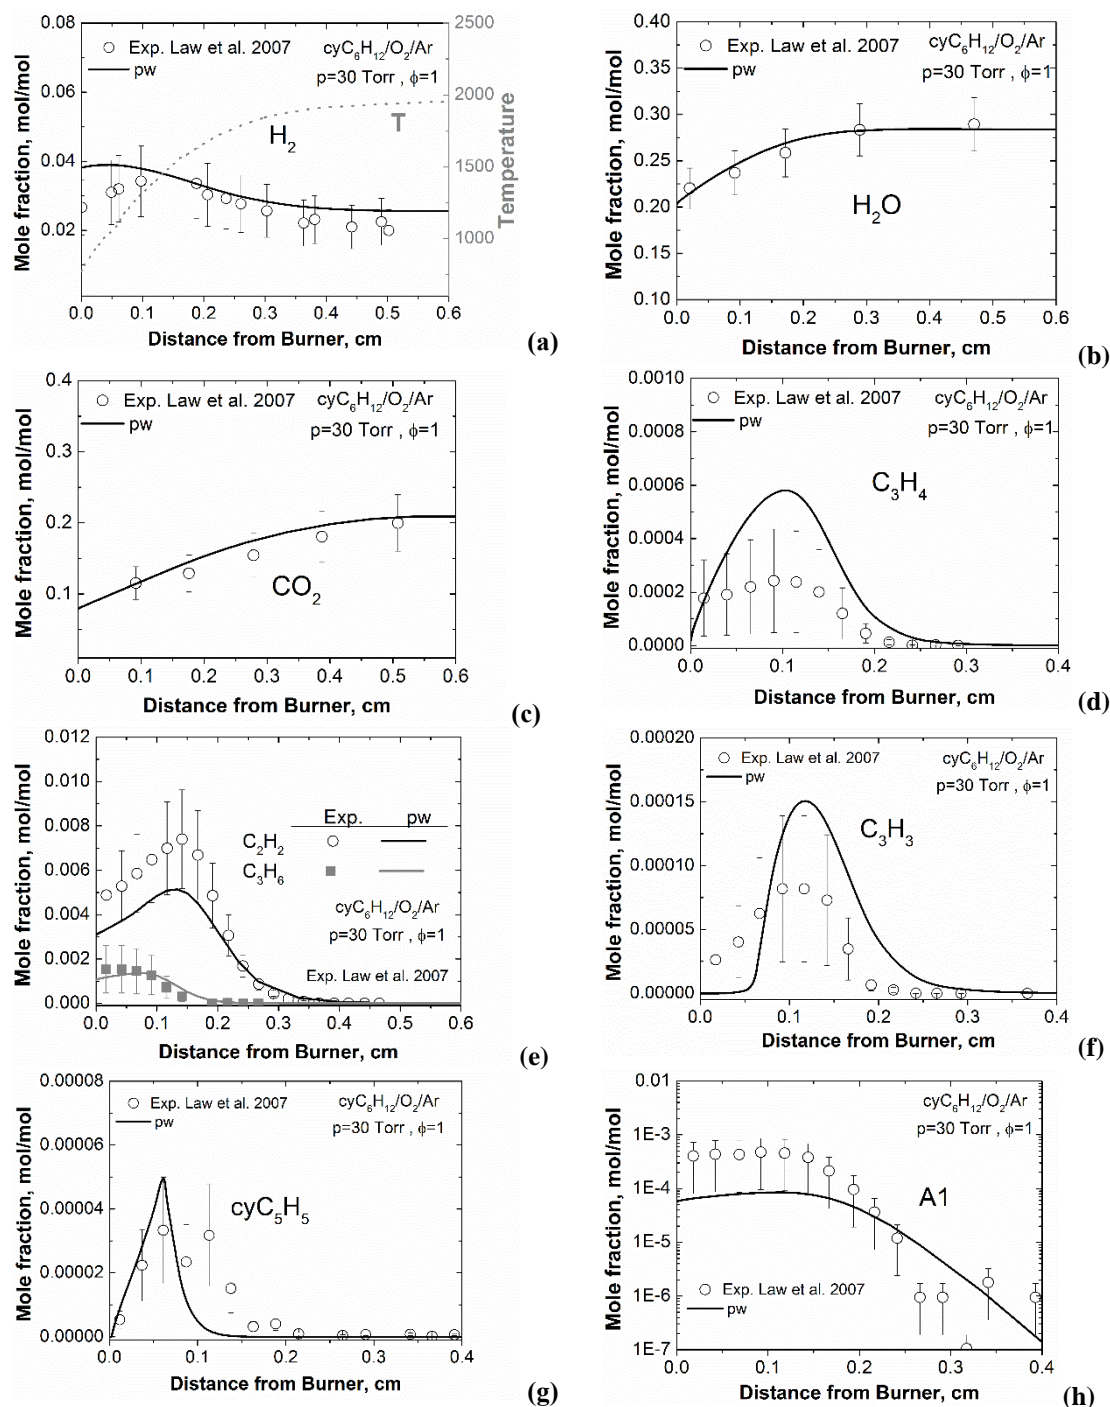 0.08
0.06
0.04
0.02
Mole fraction, mol/mol
Exp. Law et al. 2007
pw
cyC6H12/O2/Ar
p=30 Torr , ϕ=1
H2
T
2500
2000
1500
1000
Temperature
0.0 0.1 0.2 0.3 0.4 0.5 0.6
Distance from Burner, cm
(a)
0.40
0.35
0.30
0.25
0.20
0.15
0.10
Mole fraction, mol/mol
Exp. Law et al. 2007
pw
cyC6H12/O2/Ar
p=30 Torr , ϕ=1
H2O
0.0 0.1 0.2 0.3 0.4 0.5 0.6
Distance from Burner, cm
(b)
0.4
0.3
0.2
0.1
Mole fraction, mol/mol
Exp. Law et al. 2007
pw
cyC6H12/O2/Ar
p=30 Torr , ϕ=1
CO2
0.0 0.1 0.2 0.3 0.4 0.5 0.6
Distance from Burner, cm
(c)
0.0010
0.0008
0.0006
0.0004
0.0002
0.0000
Mole fraction, mol/mol
Exp. Law et al. 2007
pw
cyC6H12/O2/Ar
p=30 Torr , ϕ=1
C3H4
0.0 0.1 0.2 0.3 0.4
Distance from Burner, cm
(d)
0.012
0.010
0.008
0.006
0.004
0.002
0.000
Mole fraction, mol/mol
Exp. pw
C2H2
C3H6
cyC6H12/O2/Ar
p=30 Torr , ϕ=1
Exp. Law et al. 2007
0.0 0.1 0.2 0.3 0.4 0.5 0.6
Distance from Burner, cm
(e)
0.00020
0.00015
0.00010
0.00005
0.00000
Mole fraction, mol/mol
Exp. Law et al. 2007
pw
cyC6H12/O2/Ar
p=30 Torr , ϕ=1
C3H3
0.0 0.1 0.2 0.3 0.4
Distance from Burner, cm
(f)
0.00008
0.00006
0.00004
0.00002
0.00000
Mole fraction, mol/mol
Exp. Law et al. 2007
pw
cyC6H12/O2/Ar
p=30 Torr , ϕ=1
cyC5H5
0.0 0.1 0.2 0.3 0.4
Distance from Burner, cm
(g)
0.01
1E-3
1E-4
1E-5
1E-6
1E-7
Mole fraction, mol/mol
cyC6H12/O2/Ar
p=30 Torr , ϕ=1
A1
Exp. Law et al. 2007
pw
0.0 0.1 0.2 0.3 0.4
Distance from Burner, cm
(h)